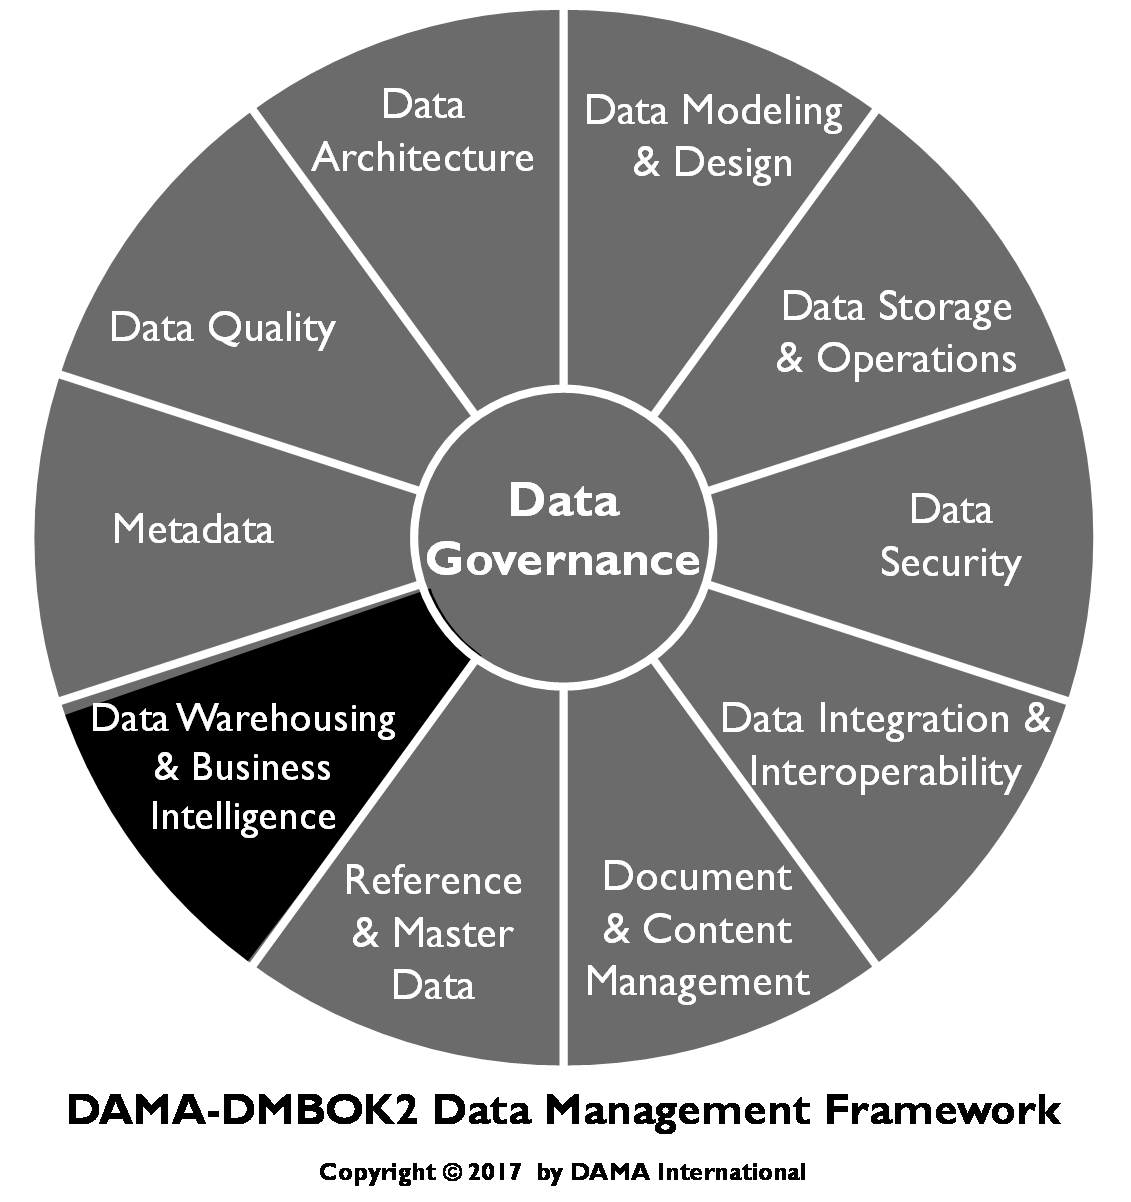 Data
Architecture
Data Modeling
& Design
Data Storage
& Operations
Data Quality
Metadata
Data
Governance
Data
Security
Data Warehousing
& Business
Intelligence
Data Integration &
Interoperability
Reference
& Master
Data
Document
& Content
Management
DAMA-DMBOK2 Data Management Framework
Copyright © 2017 by DAMA International